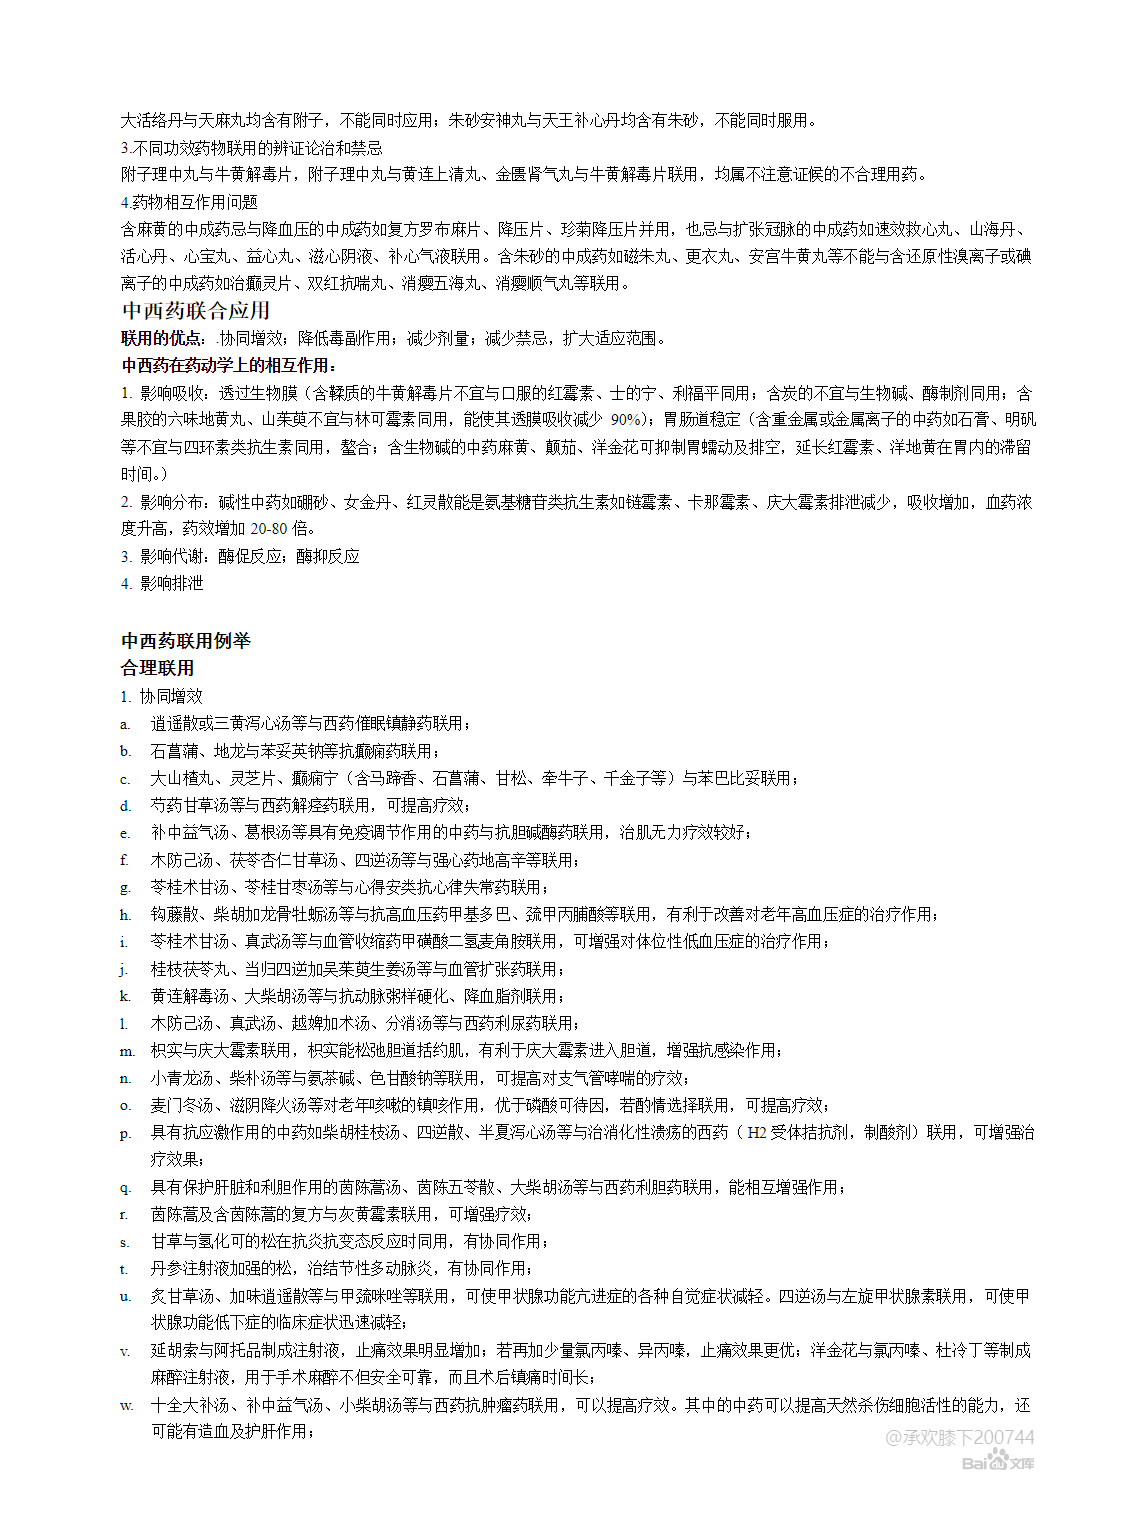 大活络丹与天麻丸均含有附子，不能同时应用；朱砂安神丸与天王补心丹均含有朱砂，不能同时服用。
3.不同功效药物联用的辨证论治和禁忌
附子理中丸与牛黄解毒片，附子理中丸与黄连上清丸、金匮肾气丸与牛黄解毒片联用，均属不注意证候的不合理用药。
4.药物相互作用问题
含麻黄的中成药忌与降血压的中成药如复方罗布麻片、降压片、珍菊降压片并用，也忌与扩张冠脉的中成药如速效救心丸、山海丹、
活心丹、心宝丸、益心丸、滋心阴液、补心气液联用。含朱砂的中成药如磁朱丸、更衣丸、安宫牛黄丸等不能与含还原性溴离子或碘
离子的中成药如治癫灵片、双红抗喘丸、消瘿五海丸、消瘿顺气丸等联用。
中西药联合应用
联用的优点：.协同增效；降低毒副作用；减少剂量；减少禁忌，扩大适应范围。
中西药在药动学上的相互作用：
1. 影响吸收：透过生物膜（含鞣质的牛黄解毒片不宜与口服的红霉素、士的宁、利福平同用；含炭的不宜与生物碱、酶制剂同用；含
果胶的六味地黄丸、山茱萸不宜与林可霉素同用，能使其透膜吸收减少 90%）；胃肠道稳定（含重金属或金属离子的中药如石膏、明矾
等不宜与四环素类抗生素同用，螯合；含生物碱的中药麻黄、颠茄、洋金花可抑制胃蠕动及排空，延长红霉素、洋地黄在胃内的滞留
时间。）
2. 影响分布：碱性中药如硼砂、女金丹、红灵散能是氨基糖苷类抗生素如链霉素、卡那霉素、庆大霉素排泄减少，吸收增加，血药浓
度升高，药效增加 20-80 倍。
3. 影响代谢：酶促反应；酶抑反应
4. 影响排泄
中西药联用例举
合理联用
1. 协同增效
a. 逍遥散或三黄泻心汤等与西药催眠镇静药联用；
b. 石菖蒲、地龙与苯妥英钠等抗癫痫药联用；
c. 大山楂丸、灵芝片、癫痫宁（含马蹄香、石菖蒲、甘松、牵牛子、千金子等）与苯巴比妥联用；
d. 芍药甘草汤等与西药解痉药联用，可提高疗效；
e. 补中益气汤、葛根汤等具有免疫调节作用的中药与抗胆碱酶药联用，治肌无力疗效较好；
f. 木防己汤、茯苓杏仁甘草汤、四逆汤等与强心药地高辛等联用；
g. 苓桂术甘汤、苓桂甘枣汤等与心得安类抗心律失常药联用；
h. 钩藤散、柴胡加龙骨牡蛎汤等与抗高血压药甲基多巴、巯甲丙脯酸等联用，有利于改善对老年高血压症的治疗作用；
i. 苓桂术甘汤、真武汤等与血管收缩药甲磺酸二氢麦角胺联用，可增强对体位性低血压症的治疗作用；
j. 桂枝茯苓丸、当归四逆加吴茱萸生姜汤等与血管扩张药联用；
k. 黄连解毒汤、大柴胡汤等与抗动脉粥样硬化、降血脂剂联用；
l. 木防己汤、真武汤、越婢加术汤、分消汤等与西药利尿药联用；
m. 枳实与庆大霉素联用，枳实能松弛胆道括约肌，有利于庆大霉素进入胆道，增强抗感染作用；
n. 小青龙汤、柴朴汤等与氨茶碱、色甘酸钠等联用，可提高对支气管哮喘的疗效；
o. 麦门冬汤、滋阴降火汤等对老年咳嗽的镇咳作用，优于磷酸可待因，若酌情选择联用，可提高疗效；
p. 具有抗应激作用的中药如柴胡桂枝汤、四逆散、半夏泻心汤等与治消化性溃疡的西药（ H2 受体拮抗剂，制酸剂）联用，可增强治
疗效果；
q. 具有保护肝脏和利胆作用的茵陈蒿汤、茵陈五苓散、大柴胡汤等与西药利胆药联用，能相互增强作用；
r. 茵陈蒿及含茵陈蒿的复方与灰黄霉素联用，可增强疗效；
s. 甘草与氢化可的松在抗炎抗变态反应时同用，有协同作用；
t. 丹参注射液加强的松，治结节性多动脉炎，有协同作用；
u. 炙甘草汤、加味逍遥散等与甲巯咪唑等联用，可使甲状腺功能亢进症的各种自觉症状减轻。四逆汤与左旋甲状腺素联用，可使甲
状腺功能低下症的临床症状迅速减轻；
v. 延胡索与阿托品制成注射液，止痛效果明显增加；若再加少量氯丙嗪、异丙嗪，止痛效果更优；洋金花与氯丙嗪、杜冷丁等制成
麻醉注射液，用于手术麻醉不但安全可靠，而且术后镇痛时间长；
w. 十全大补汤、补中益气汤、小柴胡汤等与西药抗肿瘤药联用，可以提高疗效。其中的中药可以提高天然杀伤细胞活性的能力，还
可能有造血及护肝作用；
@承欢膝下200744
Bai du 文库